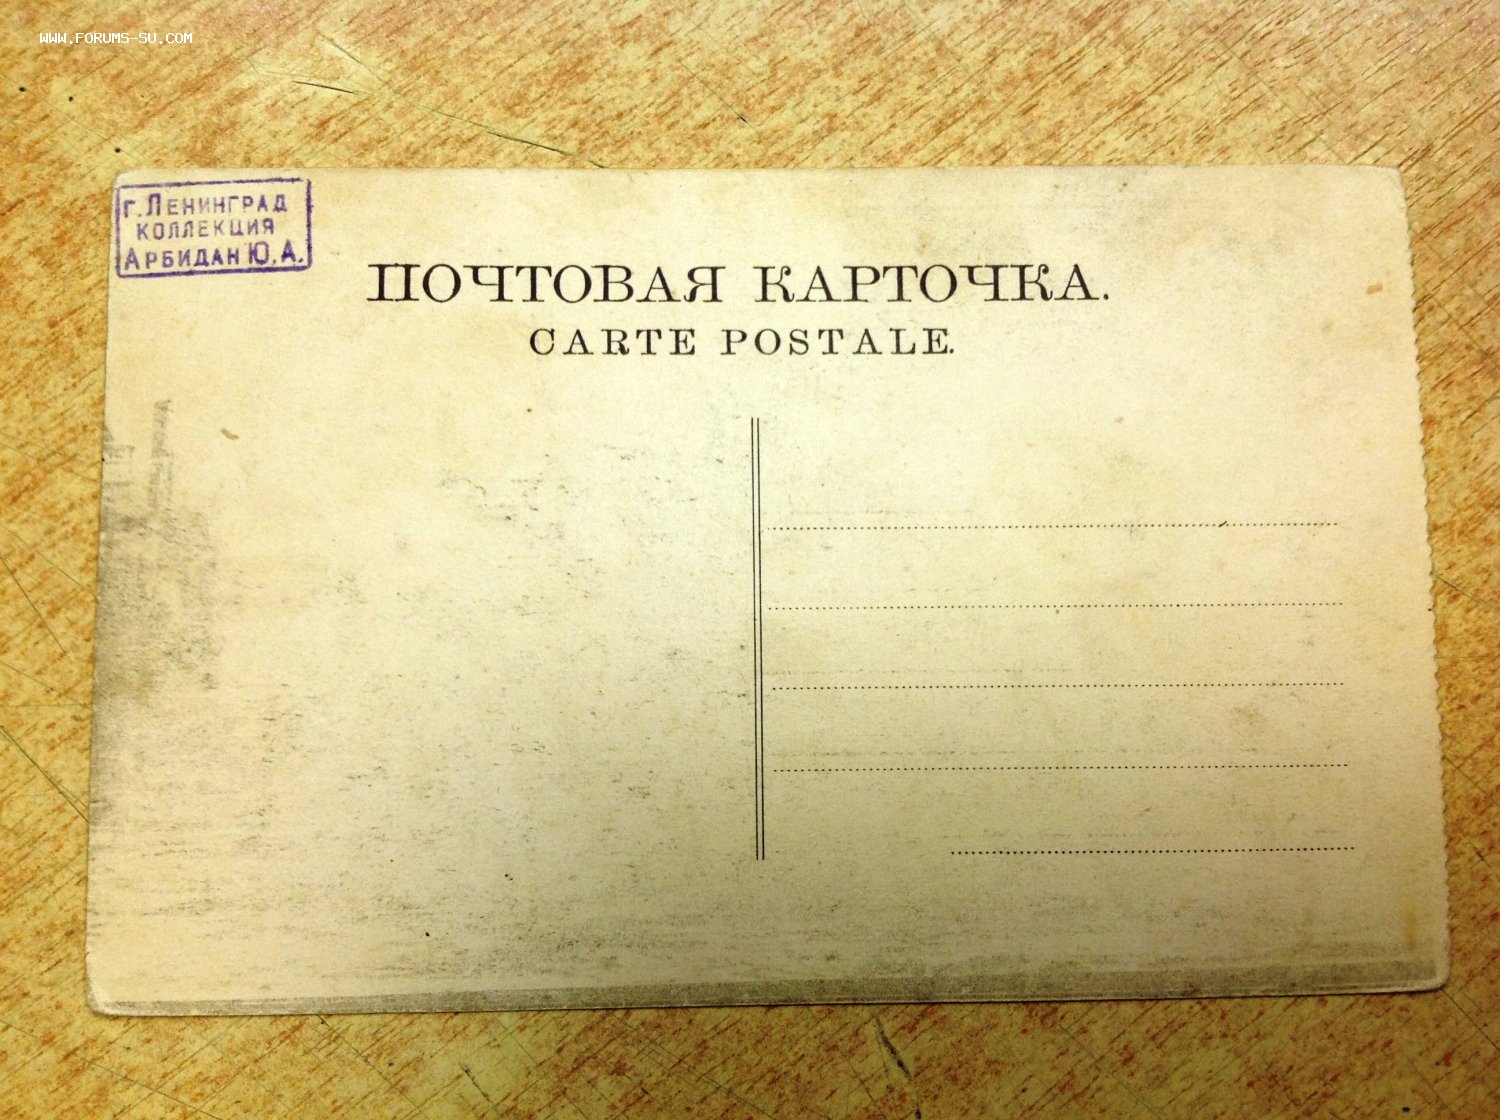 WWW.FORUMS-SU.COM
г. ЛЕНИНГРАД
КОЛЛЕКЦИЯ
АРБИДАН Ю. А.
ПОЧТОВАЯ КАРТОЧКА.
CARTE POSTALE.